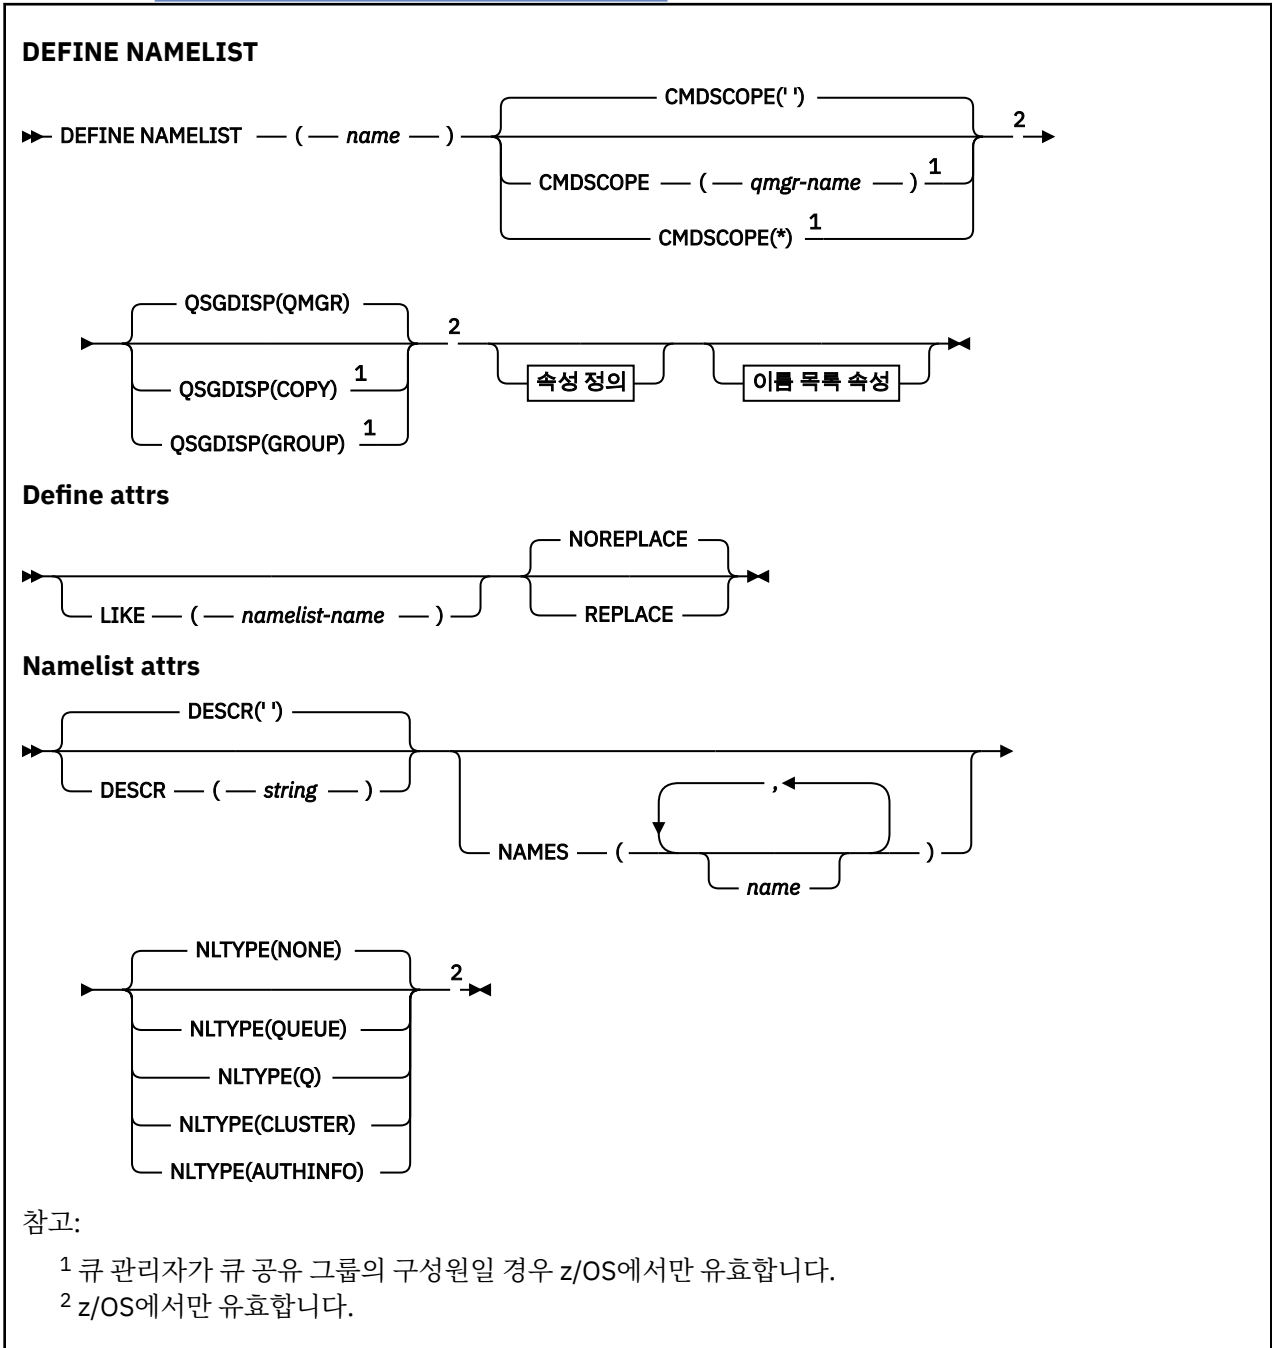 DEFINE NAMELIST
CMDSCOPE(' ')
DEFINE NAMELIST ( name ) 2
CMDSCOPE ( qmgr-name ) 1
CMDSCOPE(*) 1
QSGDISP(QMGR)
2
QSGDISP(COPY) 1 속성 정의 이름 목록 속성
QSGDISP(GROUP) 1
Define attrs
NOREPLACE
LIKE ( namelist-name ) REPLACE
Namelist attrs
DESCR(' ')
DESCR ( string ) ,
NAMES ( )
name
NLTYPE(NONE)
2
NLTYPE(QUEUE)
NLTYPE(Q)
NLTYPE(CLUSTER)
NLTYPE(AUTHINFO)
참고:
1 큐 관리자가 큐 공유 그룹의 구성원일 경우 z/OS에서만 유효합니다.
2 z/OS에서만 유효합니다.